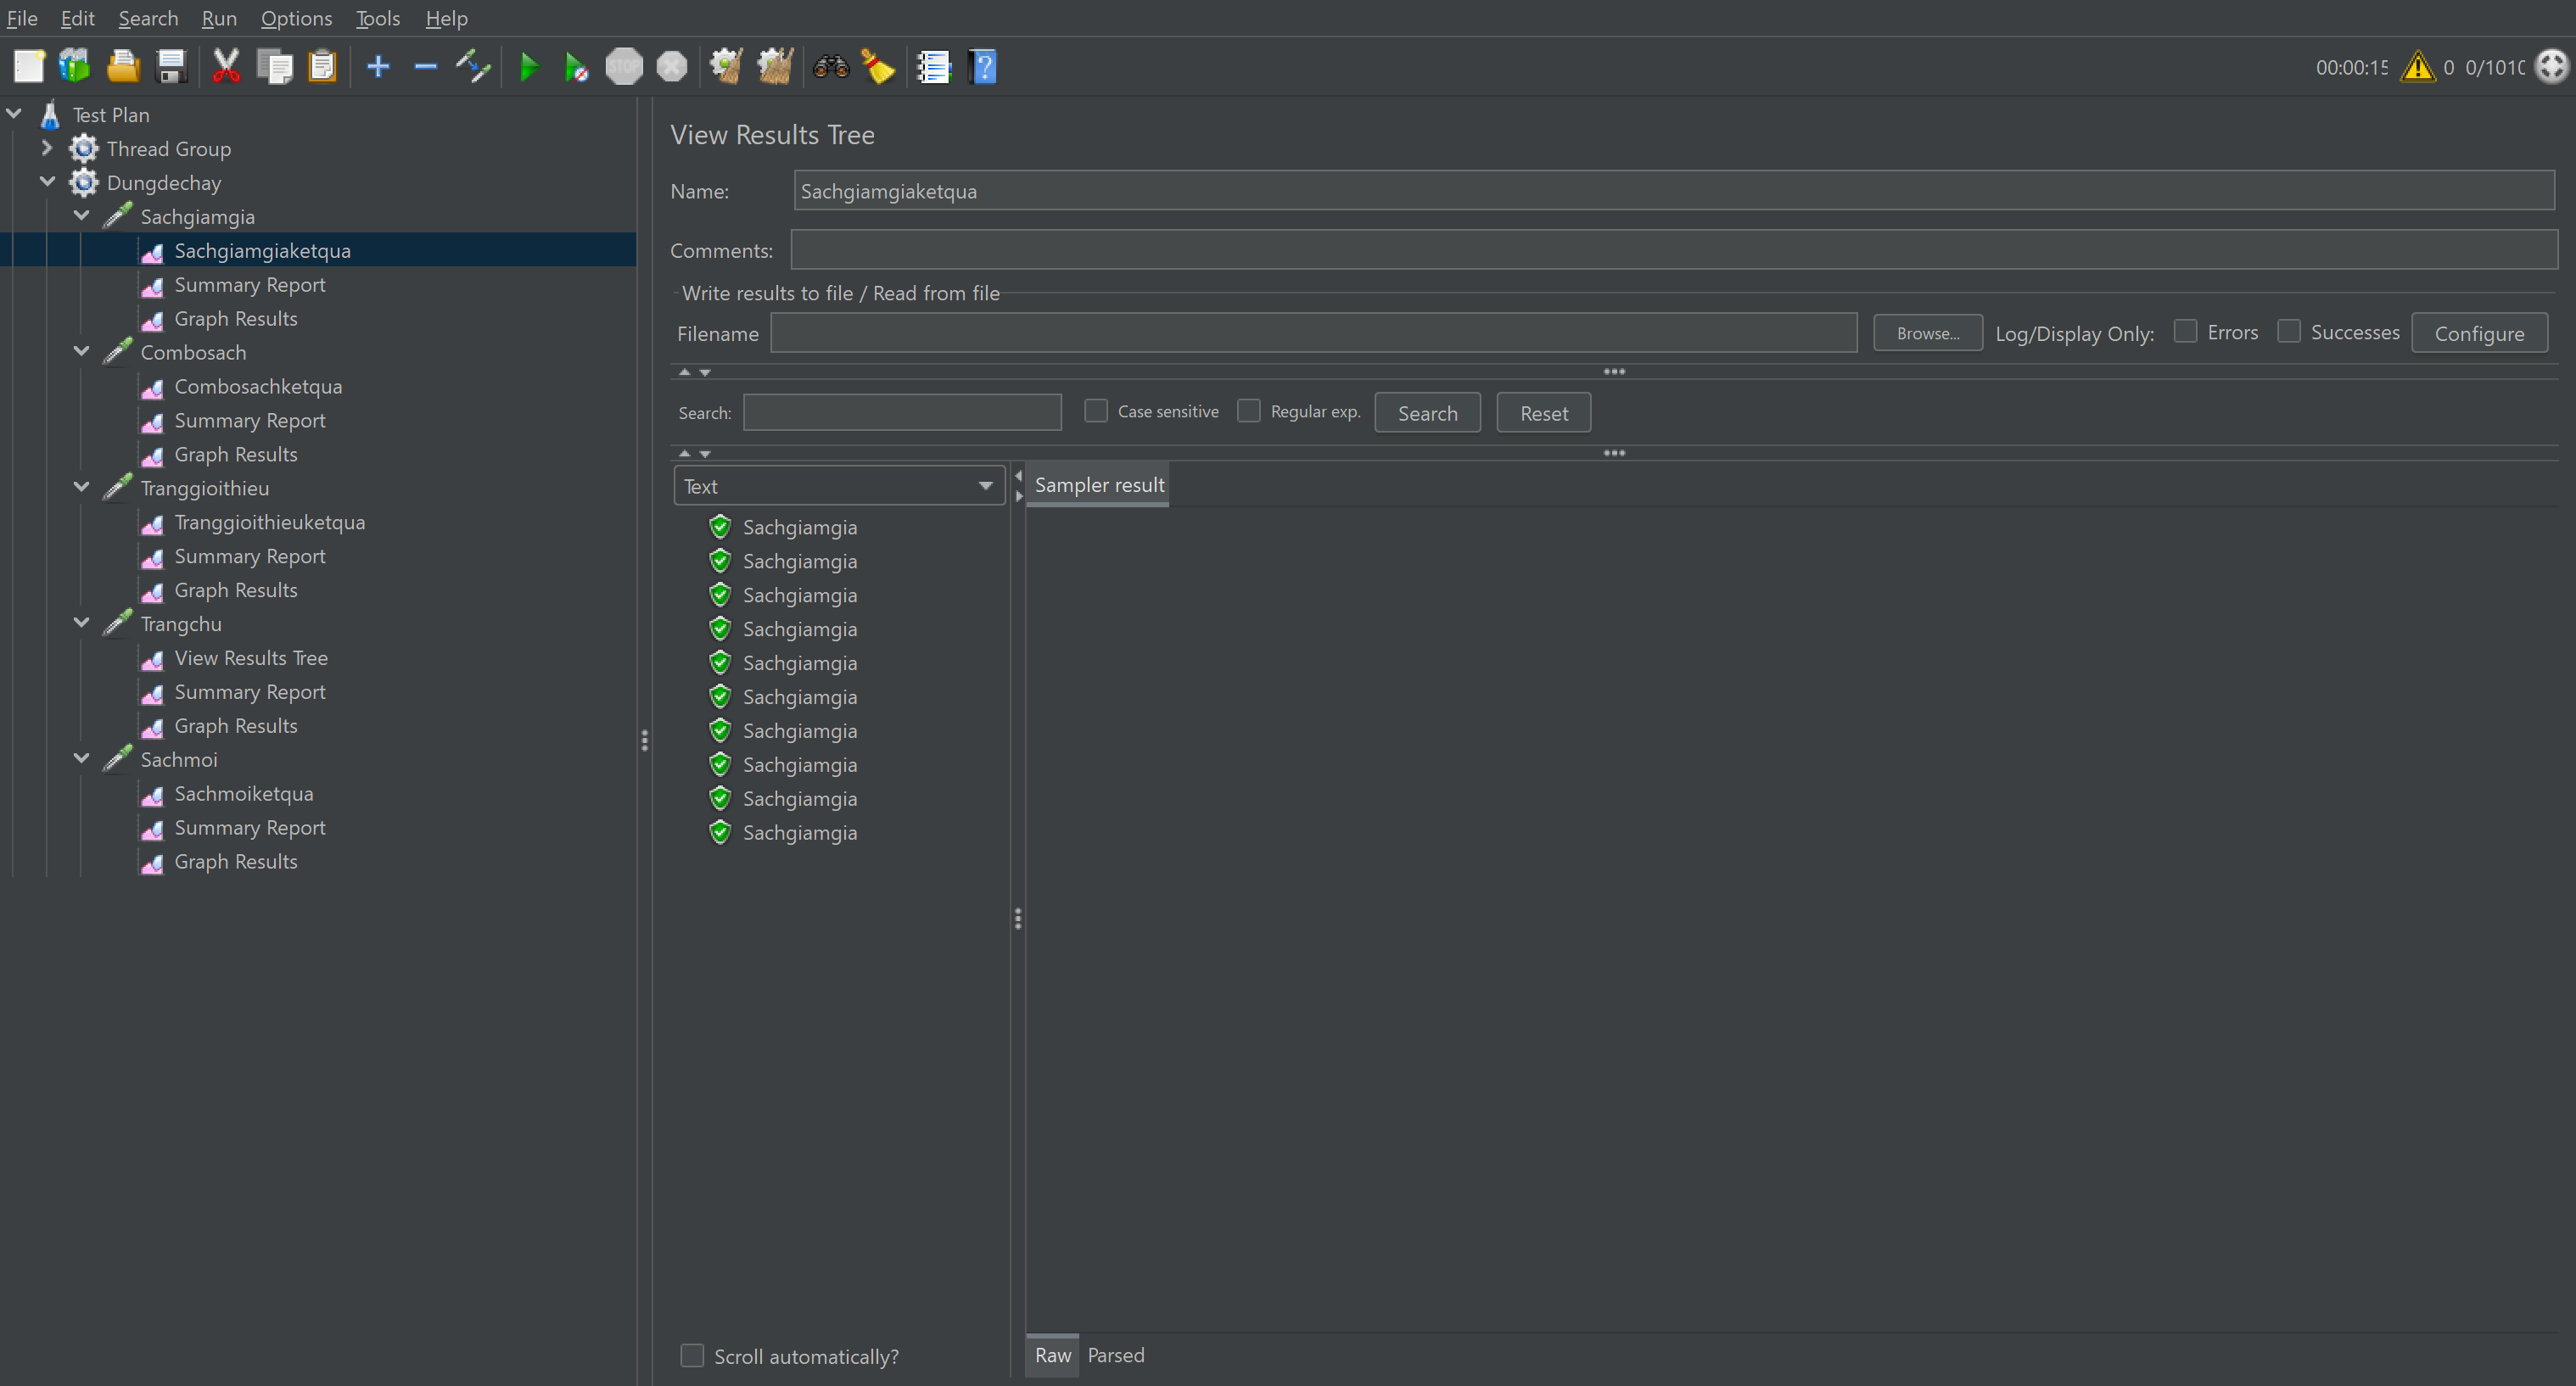 File Edit Search Run Options Tools Help
STOP ? 00:00:15 0 0/1010
Test Plan
Thread Group
Dungdechay
Sachgiamgia
Sachgiamgiaketqua
Summary Report
Graph Results
Combosach
Combosachketqua
Summary Report
Graph Results
Tranggioithieu
Tranggioithieuketqua
Summary Report
Graph Results
Trangchu
View Results Tree
Summary Report
Graph Results
Sachmoi
Sachmoiketqua
Summary Report
Graph Results
View Results Tree
Name: Sachgiamgiaketqua
Comments:
Write results to file / Read from file
Filename Browse... Log/Display Only: Errors Successes Configure
Search: Case sensitive Regular exp. Search Reset
Text
Sachgiamgia
Sachgiamgia
Sachgiamgia
Sachgiamgia
Sachgiamgia
Sachgiamgia
Sachgiamgia
Sachgiamgia
Sachgiamgia
Sachgiamgia
Scroll automatically?
Sampler result
Raw Parsed